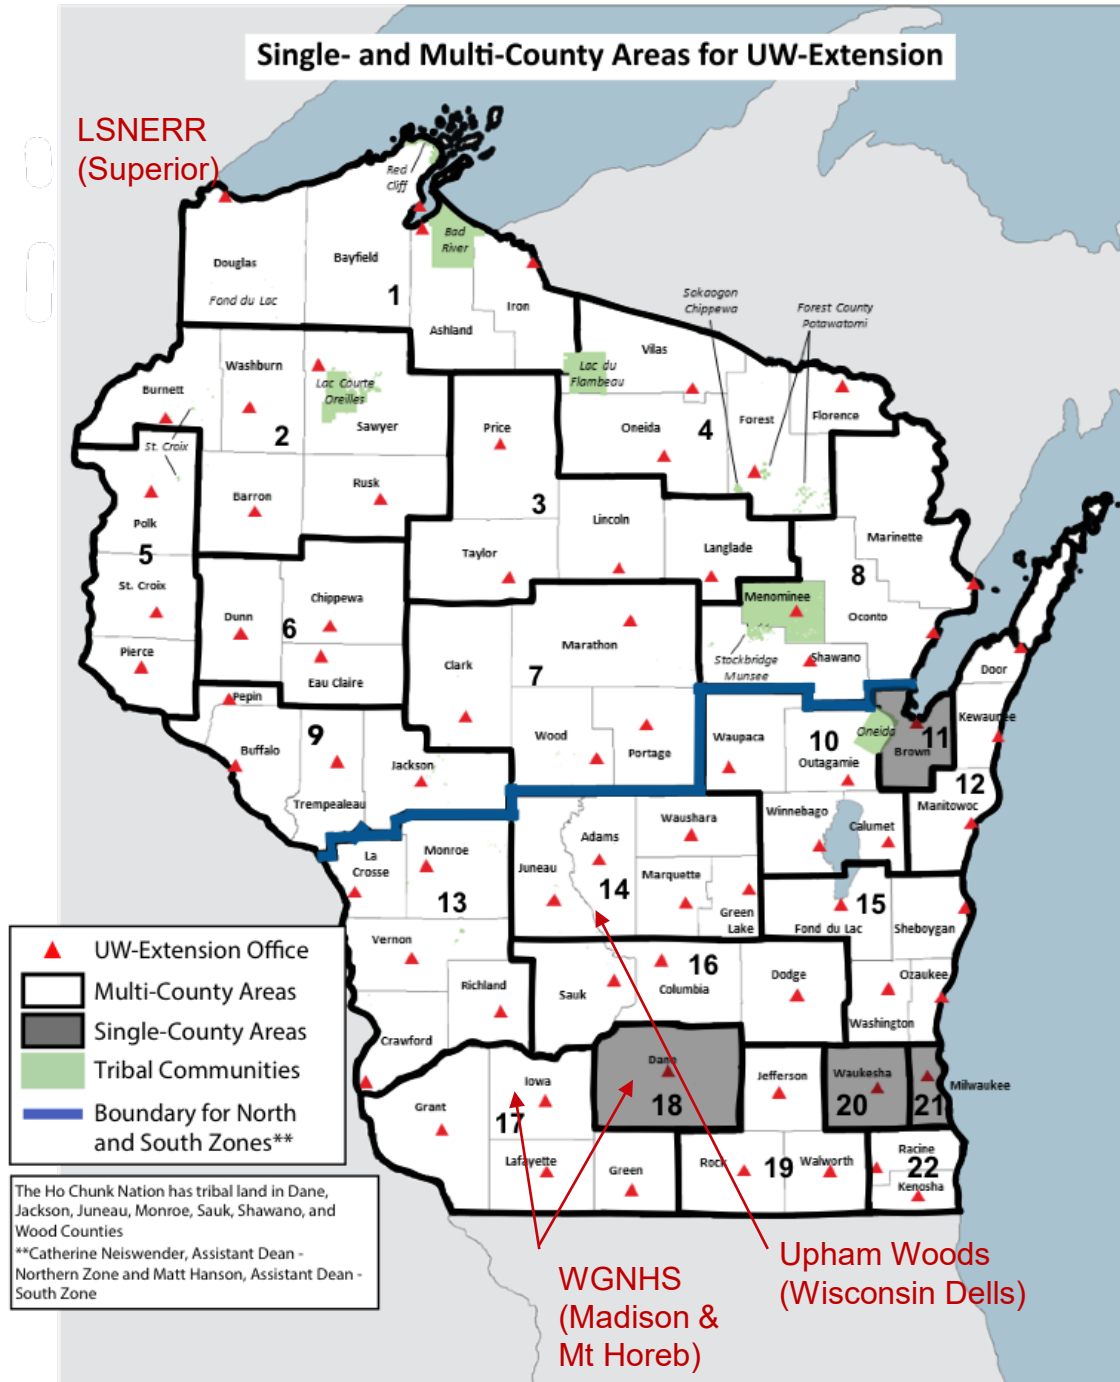 Single- and Multi-County Areas for UW-Extension
LSNERR
(Superior)
Red
Cliff
Bad
River
Douglas
Bayfield
Fond du Lac
1
Iron
Ashland
Sokaogon
Chippewa
Forest County
Potawatomi
Vilas
Lac du
Flambeau
Washburn
Burnett
Lac Courte
Oreilles
Sawyer
2
St. Croix
Price
Oneida
4
Forest
Florence
Barron
Rusk
3
Polk
5
Lincoln
Taylor
Langlade
Marinette
8
St. Croix
Chippewa
Dunn
6
Menominee
Oconto
Pierce
Eau Claire
Clark
Marathon
7
Stockbridge
Munsee
Shawano
Door
Pepin
Buffalo
9
Jackson
Trempealeau
Wood
Portage
Waupaca
10
Outagamie
Oneida
Brown
11
Kewaunee
12
Manitowoc
Winnebago
Calumet
Waushara
Adams
La
Crosse
Monroe
13
Juneau
14
Marquette
Green
Lake
15
Fond du Lac
Sheboygan
Vernon
Richland
Crawford
Sauk
16
Columbia
Dodge
Ozaukee
Washington
Iowa
Grant
17
Lafayette
Green
Dane
18
Jefferson
Waukesha
20
21
Milwaukee
Rock
19
Walworth
Racine
22
Kenosha
UW-Extension Office
Multi-County Areas
Single-County Areas
Tribal Communities
Boundary for North
and South Zones**
The Ho Chunk Nation has tribal land in Dane,
Jackson, Juneau, Monroe, Sauk, Shawano, and
Wood Counties
**Catherine Neiswender, Assistant Dean -
Northern Zone and Matt Hanson, Assistant Dean -
South Zone
WGNHS
(Madison &
Mt Horeb)
Upham Woods
(Wisconsin Dells)